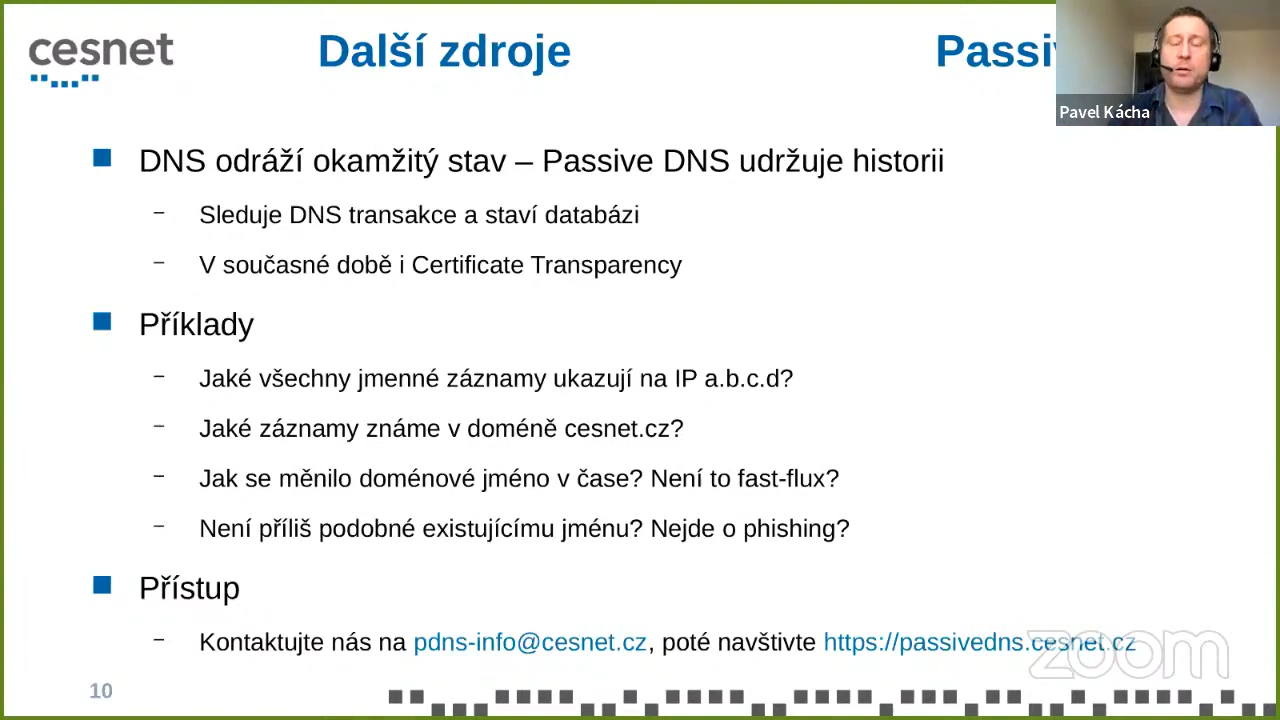 cesnet
Další zdroje
Passiv
Pavel Kácha
DNS odráží okamžitý stav – Passive DNS udržuje historii
– Sleduje DNS transakce a staví databázi
– V současné době i Certificate Transparency
Příklady
– Jaké všechny jmenné záznamy ukazují na IP a.b.c.d?
– Jaké záznamy známe v doméně cesnet.cz?
– Jak se měnilo doménové jméno v čase? Není to fast-flux?
– Není příliš podobné existujícímu jménu? Nejde o phishing?
Přístup
– Kontaktujte nás na pdns-info@cesnet.cz, poté navštivte https://passivedns.cesnet.cz
zoom
10